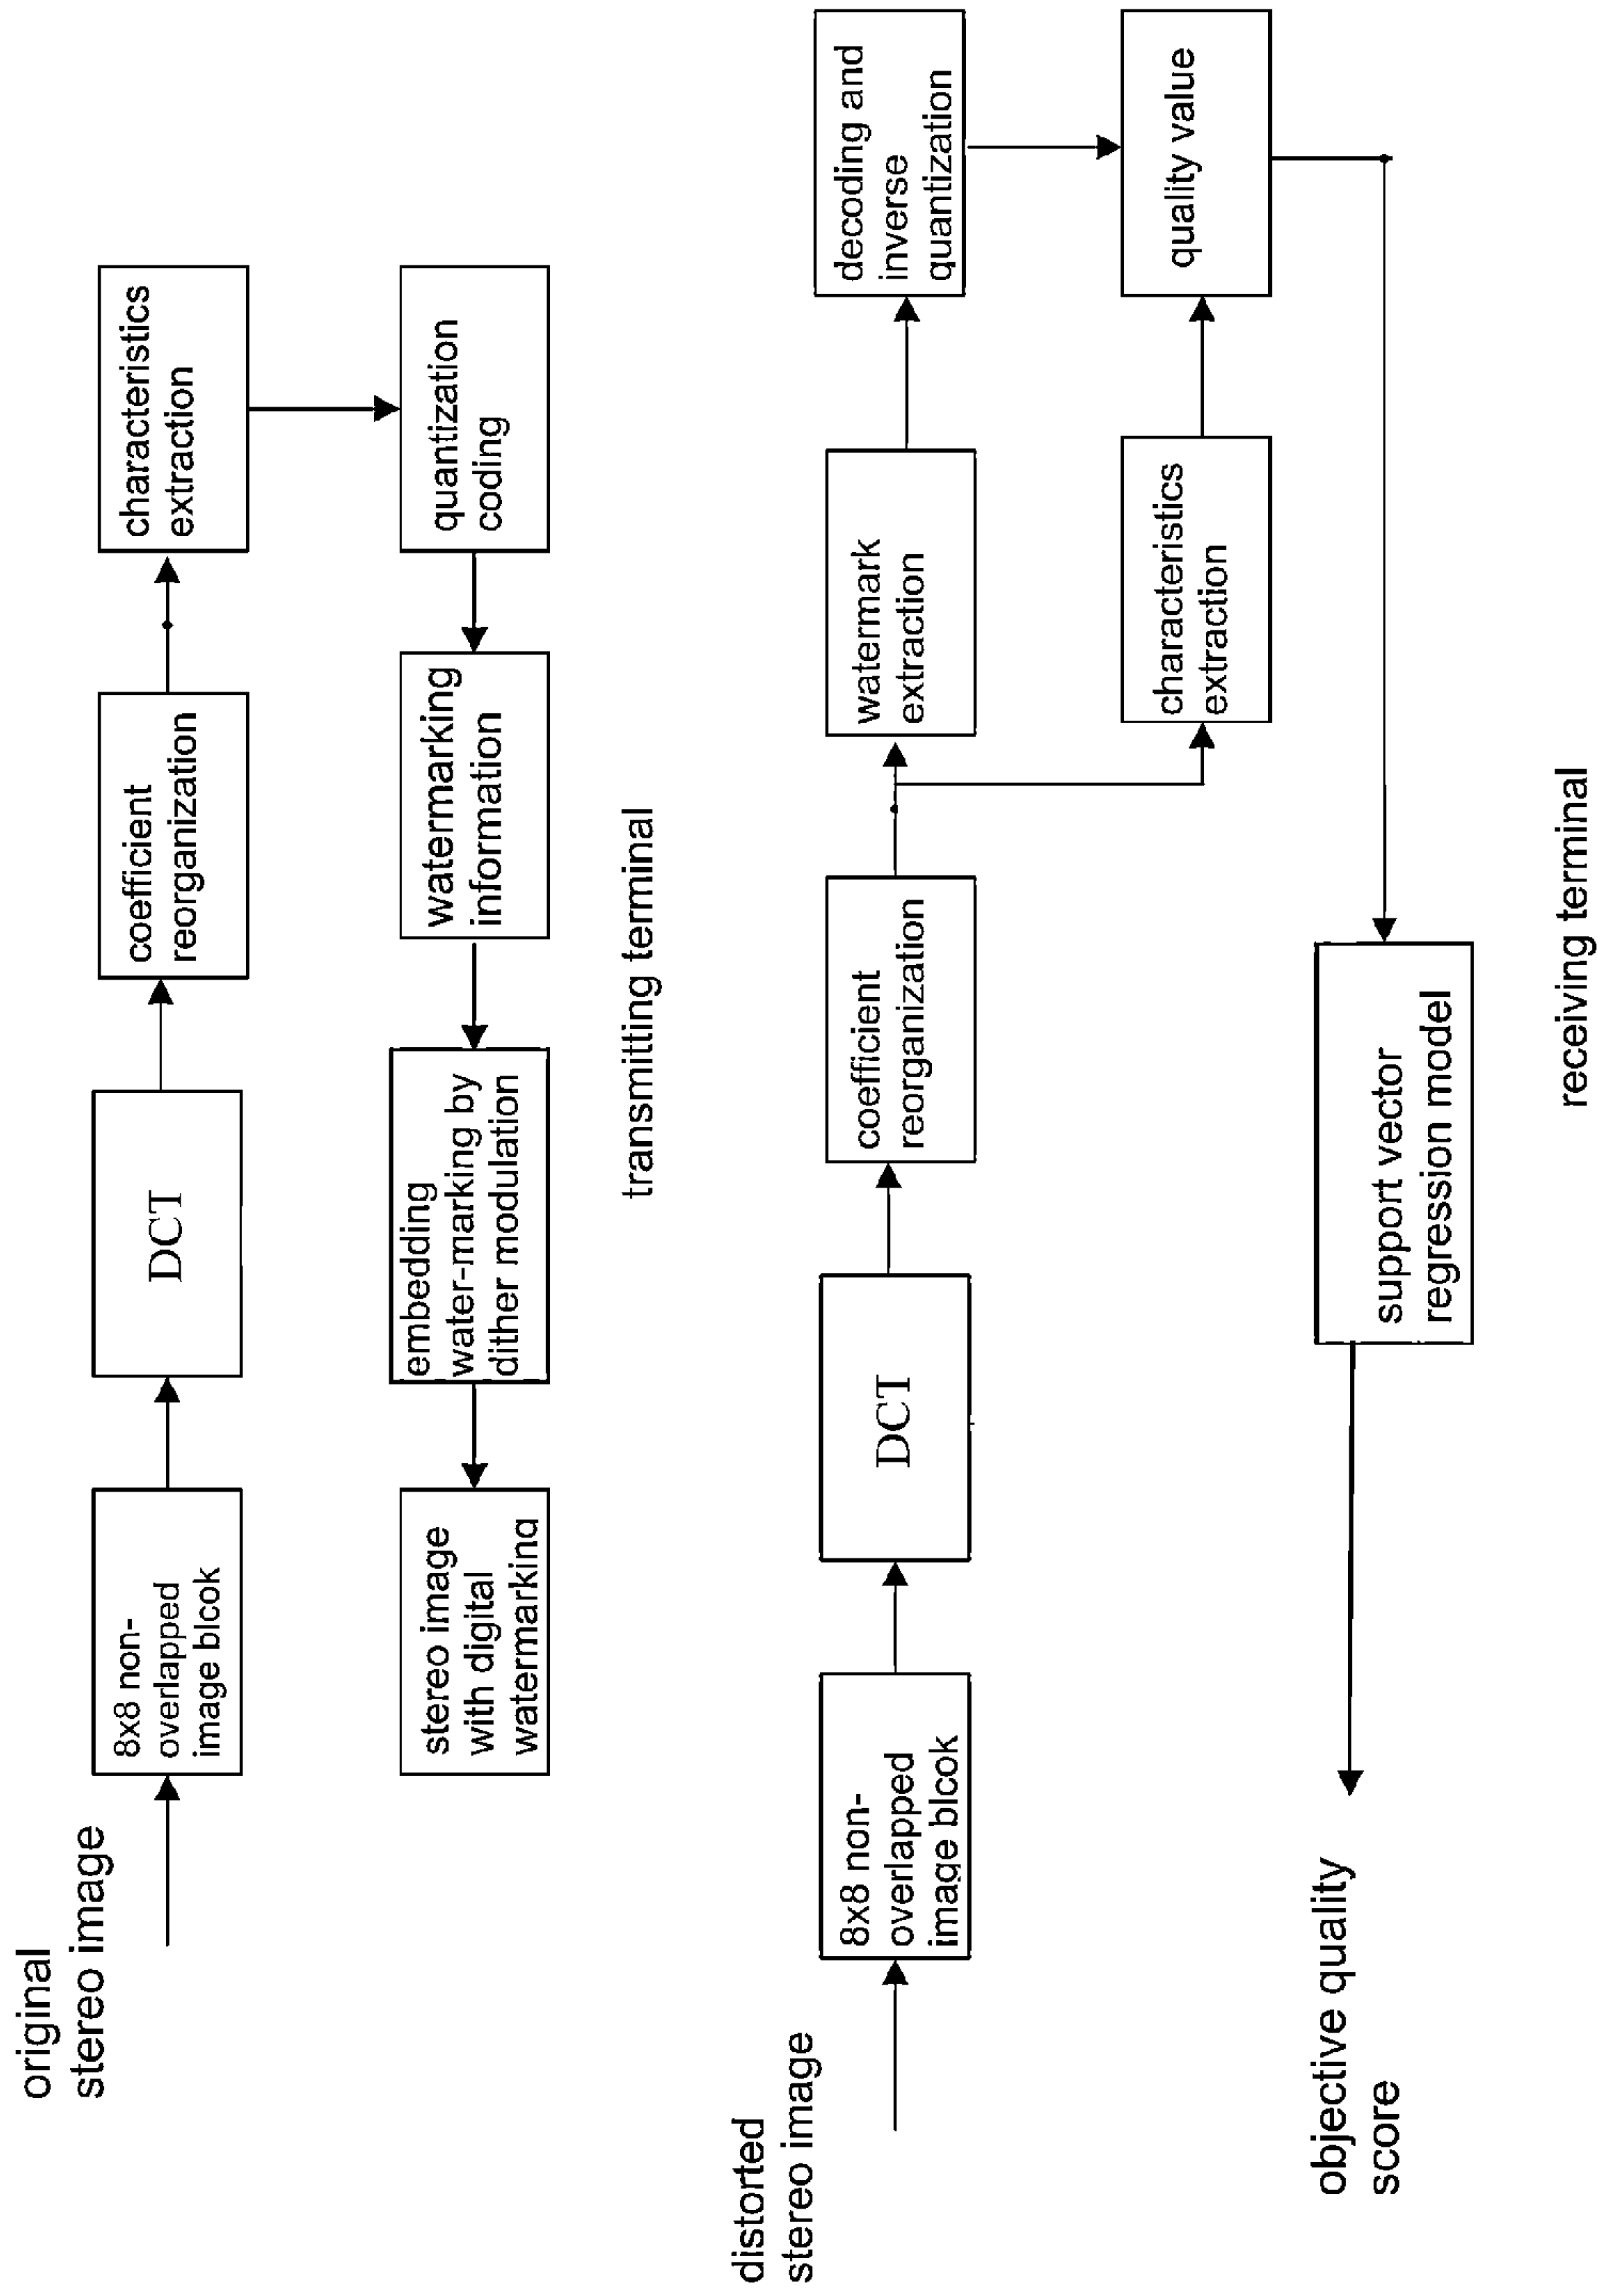 original
stereo image
8x8 non-
overlapped
image blcok
DCT
coefficient
reorganization
characteristics
extraction
quantization
coding
watermarking
information
embedding
water-marking by
dither modulation
stereo image
with digital
watermarking
transmitting terminal
distorted
stereo image
8x8 non-
overlapped
image blcok
DCT
coefficient
reorganization
watermark
extraction
decoding and
inverse
quantization
characteristics
extraction
quality value
support vector
regression model
objective quality
score
receiving terminal